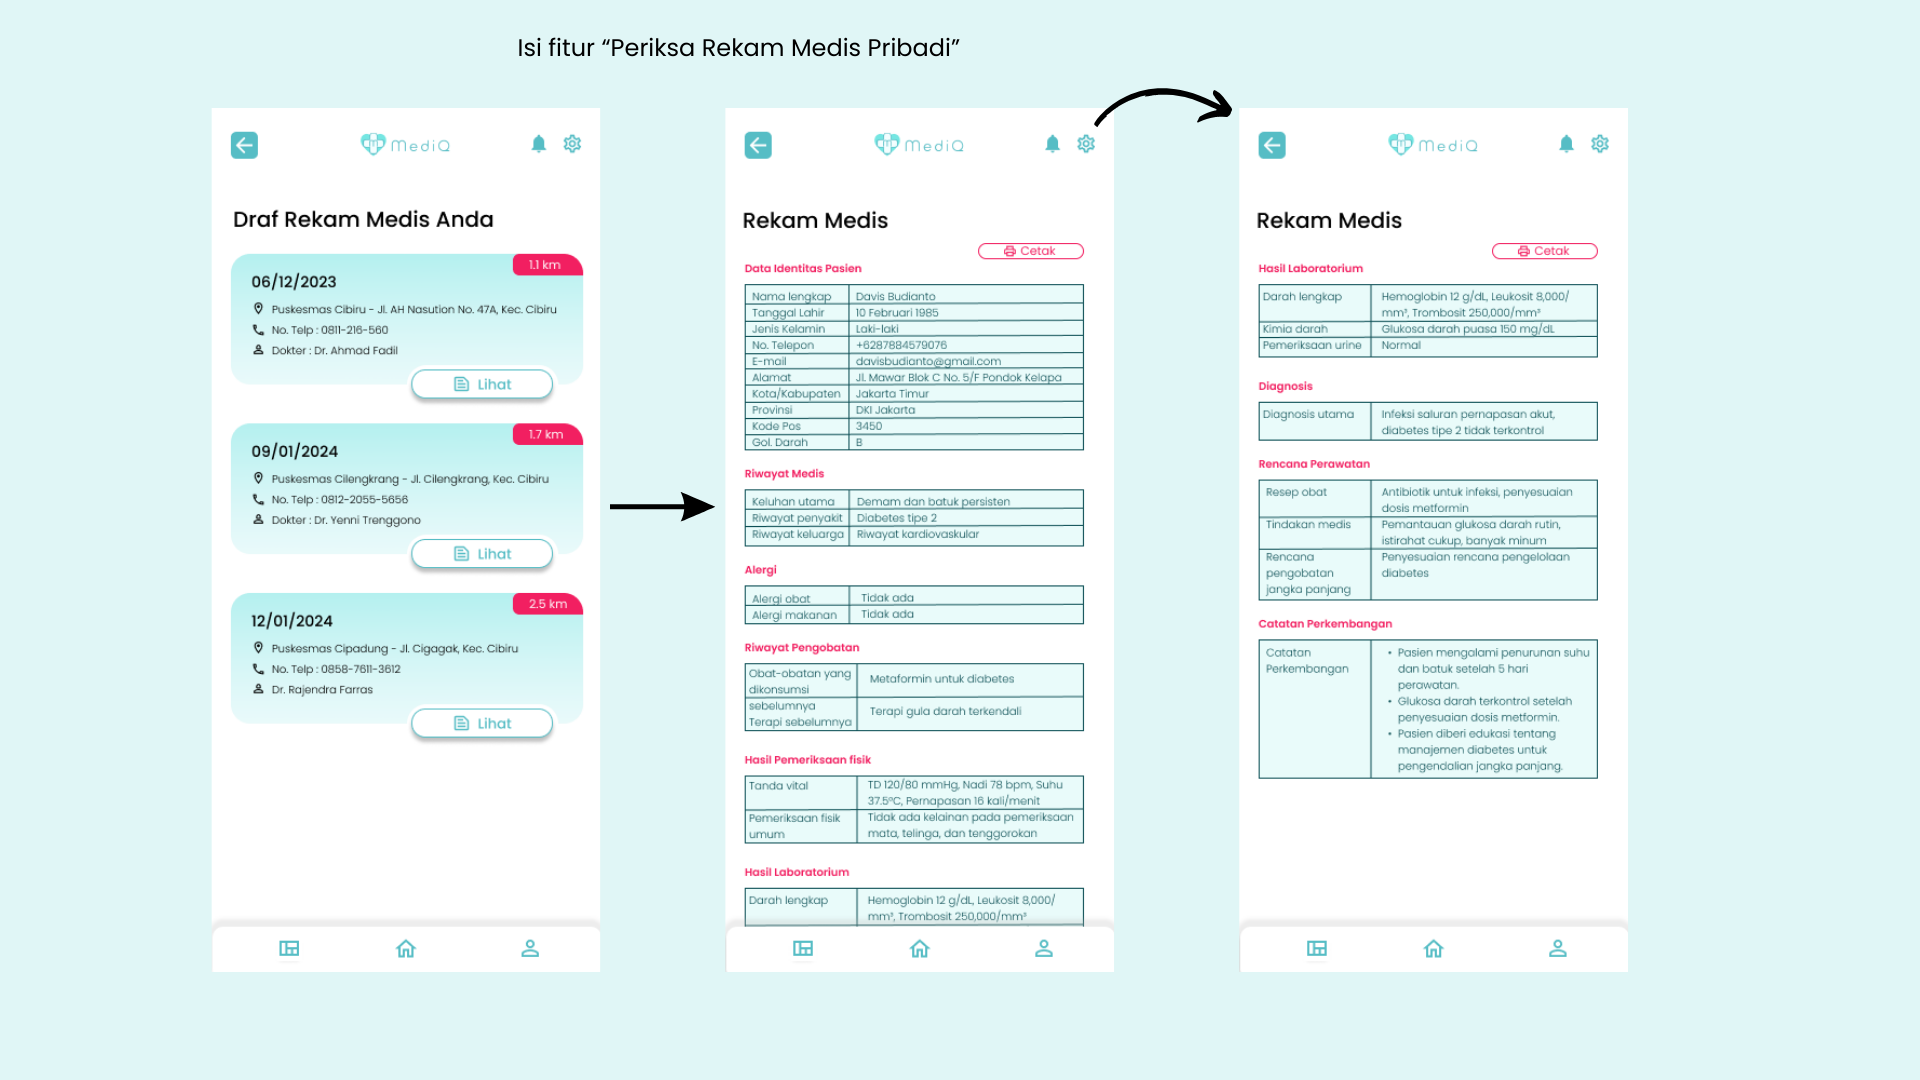 Isi fitur “Periksa Rekam Medis Pribadi”
MediQ
Draf Rekam Medis Anda
1.1 km
06/12/2023
Puskesmas Cibiru - Jl. AH Nasution No. 47A, Kec. Cibiru
No. Telp : 0811-216-560
Dokter : Dr. Ahmad Fadil
Lihat
1.7 km
09/01/2024
Puskesmas Cilengkrang - Jl. Cilengkrang, Kec. Cibiru
No. Telp : 0812-2055-5656
Dokter : Dr. Yenni Trenggono
Lihat
2.5 km
12/01/2024
Puskesmas Cipadung - Jl. Cigagak, Kec. Cibiru
No. Telp : 0858-7611-3612
Dr. Rajendra Farras
Lihat
MediQ
Rekam Medis
Cetak
Data Identitas Pasien
Nama lengkap Davis Budianto
Tanggal Lahir 10 Februari 1985
Jenis Kelamin Laki-laki
No. Telepon +6287884579076
E-mail davisbudianto@gmail.com
Alamat Jl. Mawar Blok C No. 5/F Pondok Kelapa
Kota/Kabupaten Jakarta Timur
Provinsi DKI Jakarta
Kode Pos 3450
Gol. Darah B
Riwayat Medis
Keluhan utama Demam dan batuk persisten
Riwayat penyakit Diabetes tipe 2
Riwayat keluarga Riwayat kardiovaskular
Alergi
Alergi obat Tidak ada
Alergi makanan Tidak ada
Riwayat Pengobatan
Obat-obatan yang
dikonsumsi
sebelumnya
Metaformin untuk diabetes
Terapi sebelumnya
Terapi gula darah terkendali
Hasil Pemeriksaan fisik
Tanda vital TD 120/80 mmHg, Nadi 78 bpm, Suhu
37.5°C, Pernapasan 16 kali/menit
Pemeriksaan fisik Tidak ada kelainan pada pemeriksaan
umum mata, telinga, dan tenggorokan
Hasil Laboratorium
Darah lengkap Hemoglobin 12 g/dL, Leukosit 8,000/
mm³, Trombosit 250,000/mm³
MediQ
Rekam Medis
Cetak
Hasil Laboratorium
Darah lengkap Hemoglobin 12 g/dL, Leukosit 8,000/
mm³, Trombosit 250,000/mm³
Kimia darah Glukosa darah puasa 150 mg/dL
Pemeriksaan urine Normal
Diagnosis
Diagnosis utama Infeksi saluran pernapasan akut,
diabetes tipe 2 tidak terkontrol
Rencana Perawatan
Resep obat Antibiotik untuk infeksi, penyesuaian
dosis metformin
Tindakan medis Pemantauan glukosa darah rutin,
istirahat cukup, banyak minum
Rencana Penyesuaian rencana pengelolaan
pengobatan diabetes
jangka panjang
Catatan Perkembangan
Catatan
Perkembangan
• Pasien mengalami penurunan suhu
dan batuk setelah 5 hari
perawatan.
• Glukosa darah terkontrol setelah
penyesuaian dosis metformin.
• Pasien diberi edukasi tentang
manajemen diabetes untuk
pengendalian jangka panjang.